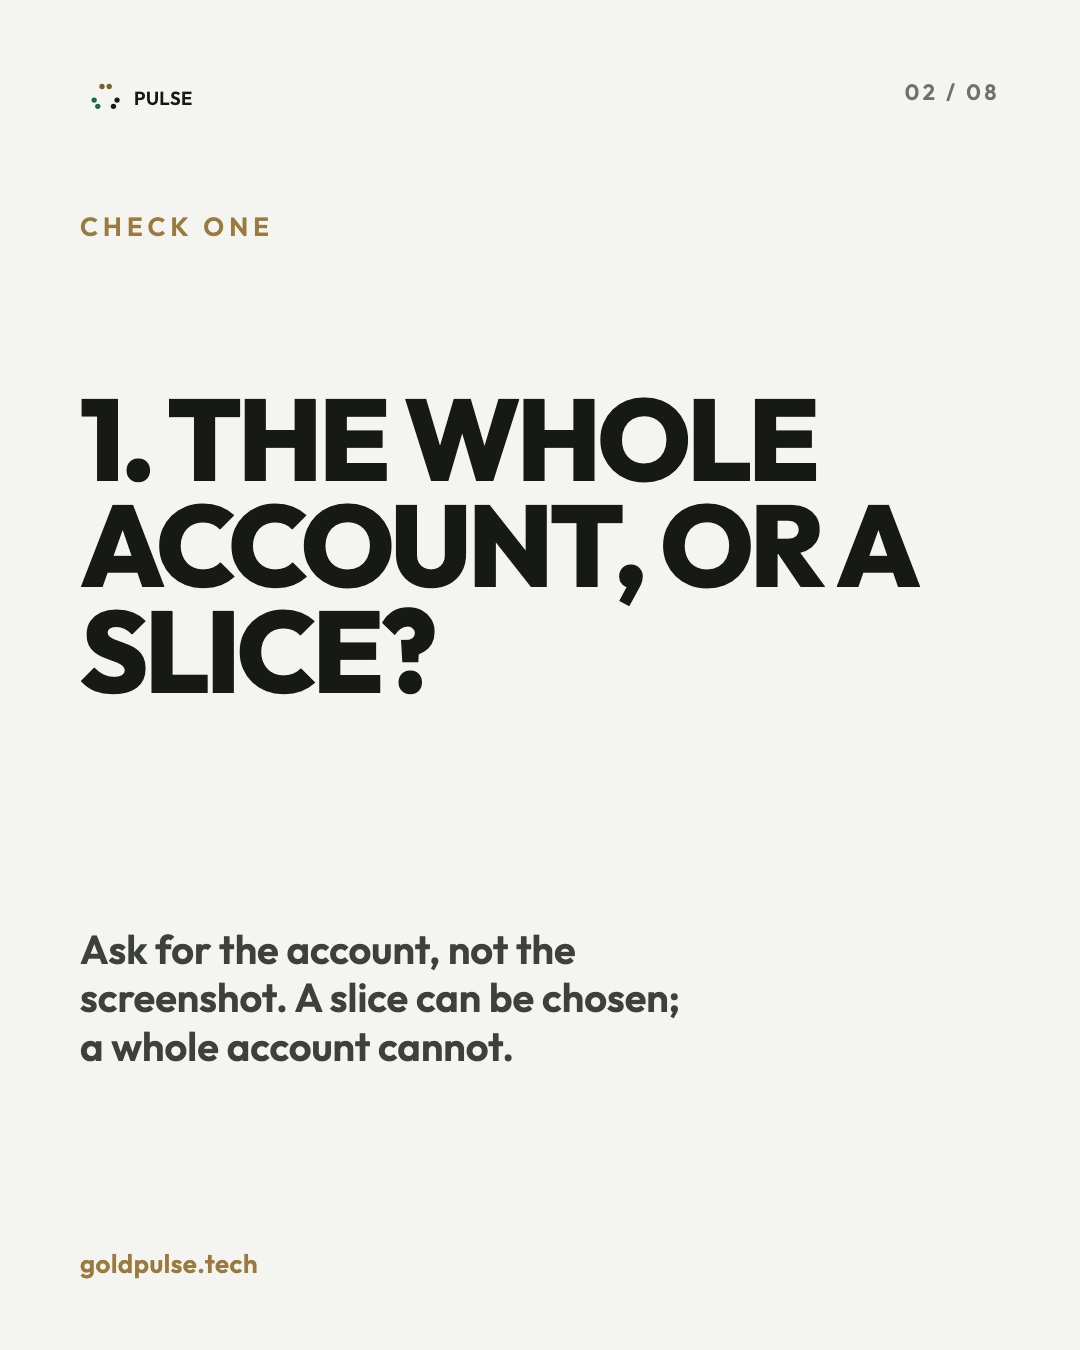 PULSE
02 / 08
CHECK ONE
1. THE WHOLE
ACCOUNT, OR A
SLICE?
Ask for the account, not the
screenshot. A slice can be chosen;
a whole account cannot.
goldpulse.tech